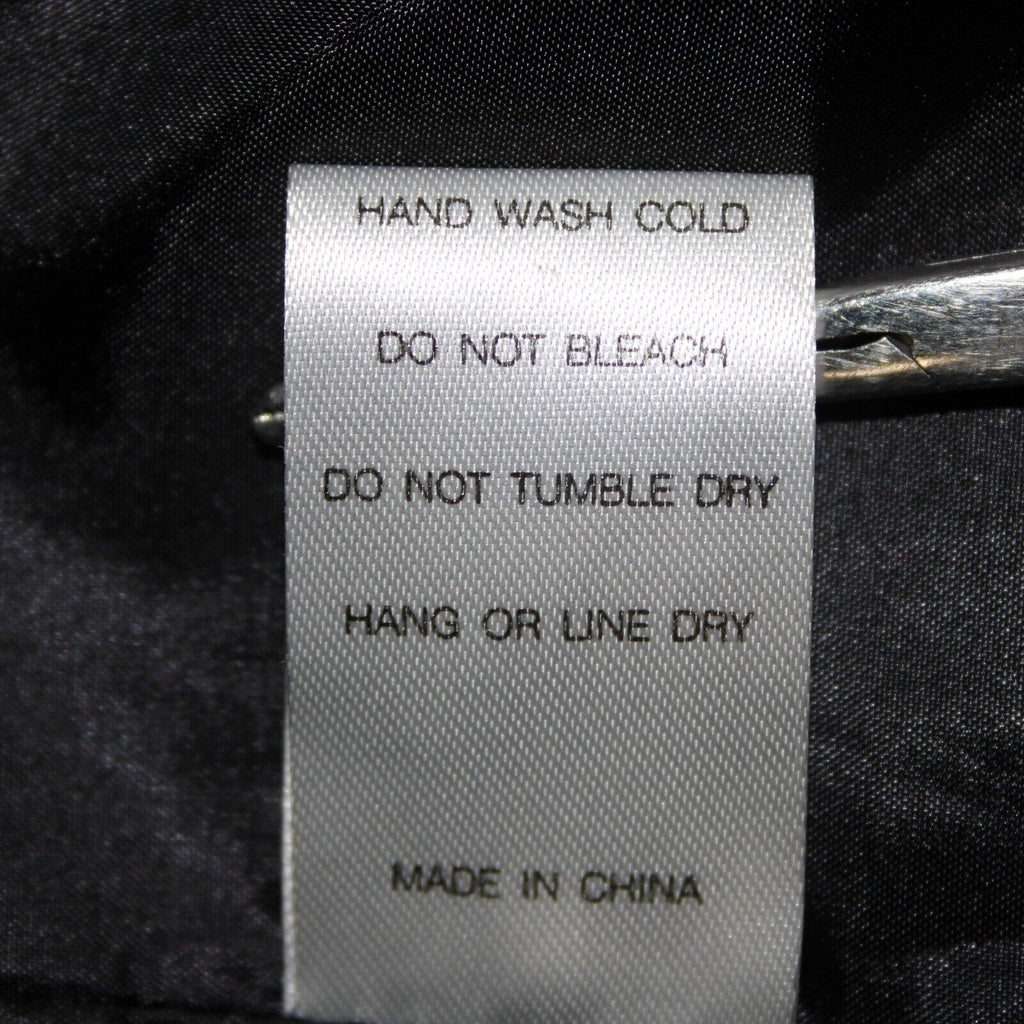 HAND WASH COLD
DO NOT BLEACH
DO NOT TUMBLE DRY
HANG OR LINE DRY
MADE IN CHINA